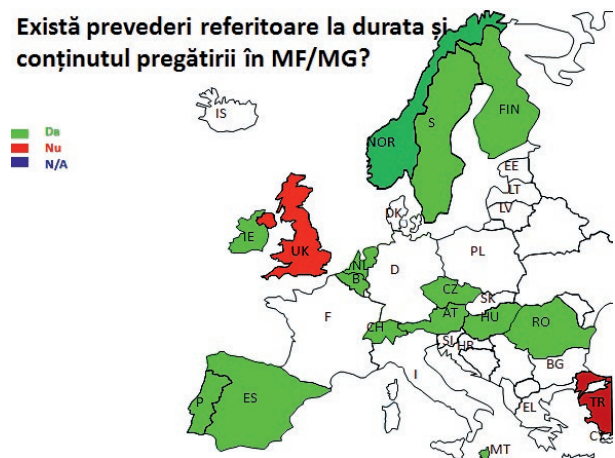 Există prevederi referitoare la durata și
conținutul pregătirii în MF/MG?
Da
Nu
N/A
IS
NOR
S
FIN
EE
LT
LV
DK
IE
UK
NL
B
D
PL
CZ
SK
F
CH
AT
HU
RO
SI
HR
BG
I
P
ES
EL
TR
CY
MT